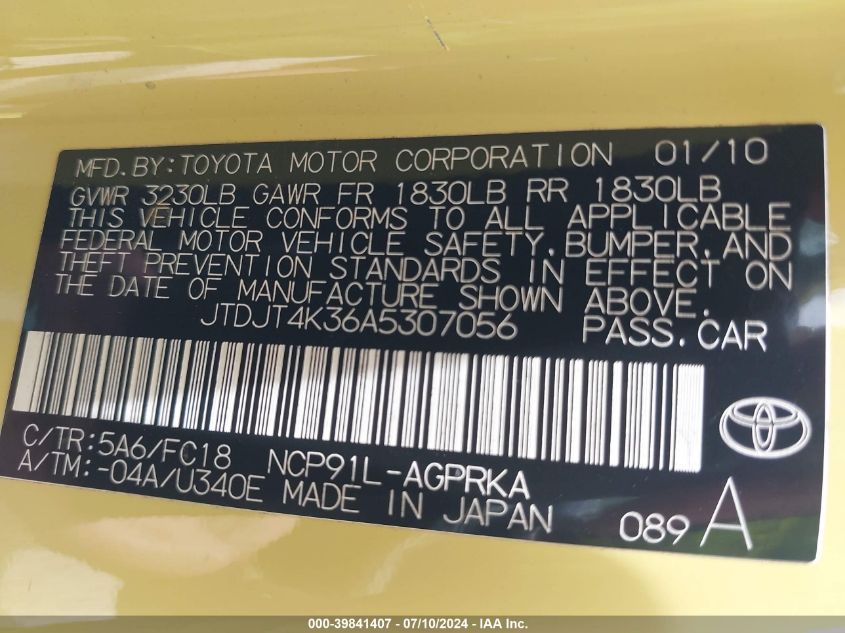 MFD. BY: TOYOTA MOTOR CORPORATION 01/10
GVWR 3230LB GAWR FR 1830LB RR 1830LB
THIS VEHICLE CONFORMS TO ALL APPLICABLE
FEDERAL MOTOR VEHICLE SAFETY, BUMPER, AND
THEFT PREVENTION STANDARDS IN EFFECT ON
THE DATE OF MANUFACTURE SHOWN ABOVE.
JTDJT4K36A5307056 PASS. CAR
C/TR: 5A6/FC18 NCP91L-AGPRKA
A/TM: -04A/U340E MADE IN JAPAN
089 A
000-39841407 - 07/10/2024 - IAA Inc.